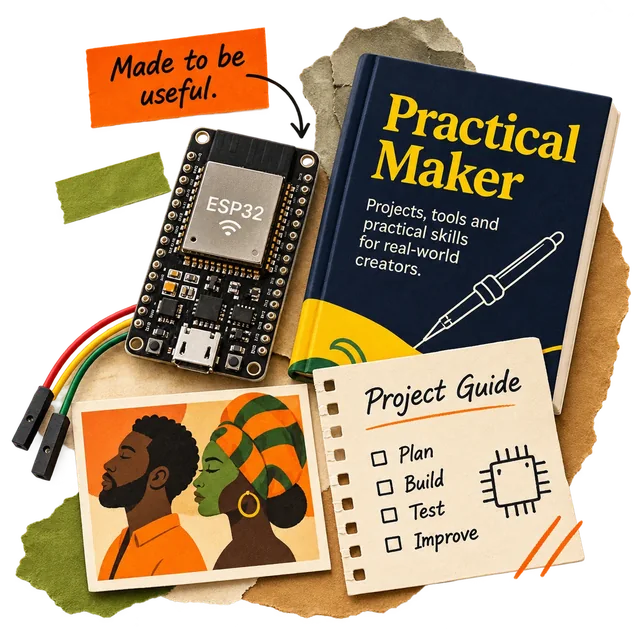 Made to be
useful.
ESP32
Practical
Maker
Projects, tools and
practical skills
for real-world
creators.
Project Guide
Plan
Build
Test
Improve